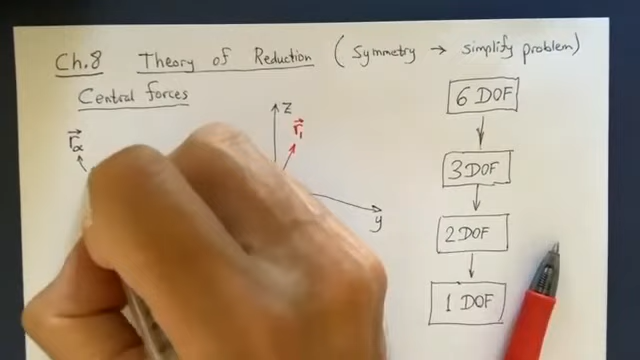 Ch.8 Theory of Reduction (Symmetry → simplify problem)
Central forces
6 DOF
3 DOF
2 DOF
1 DOF
z
r⃗₁
r⃗α
y